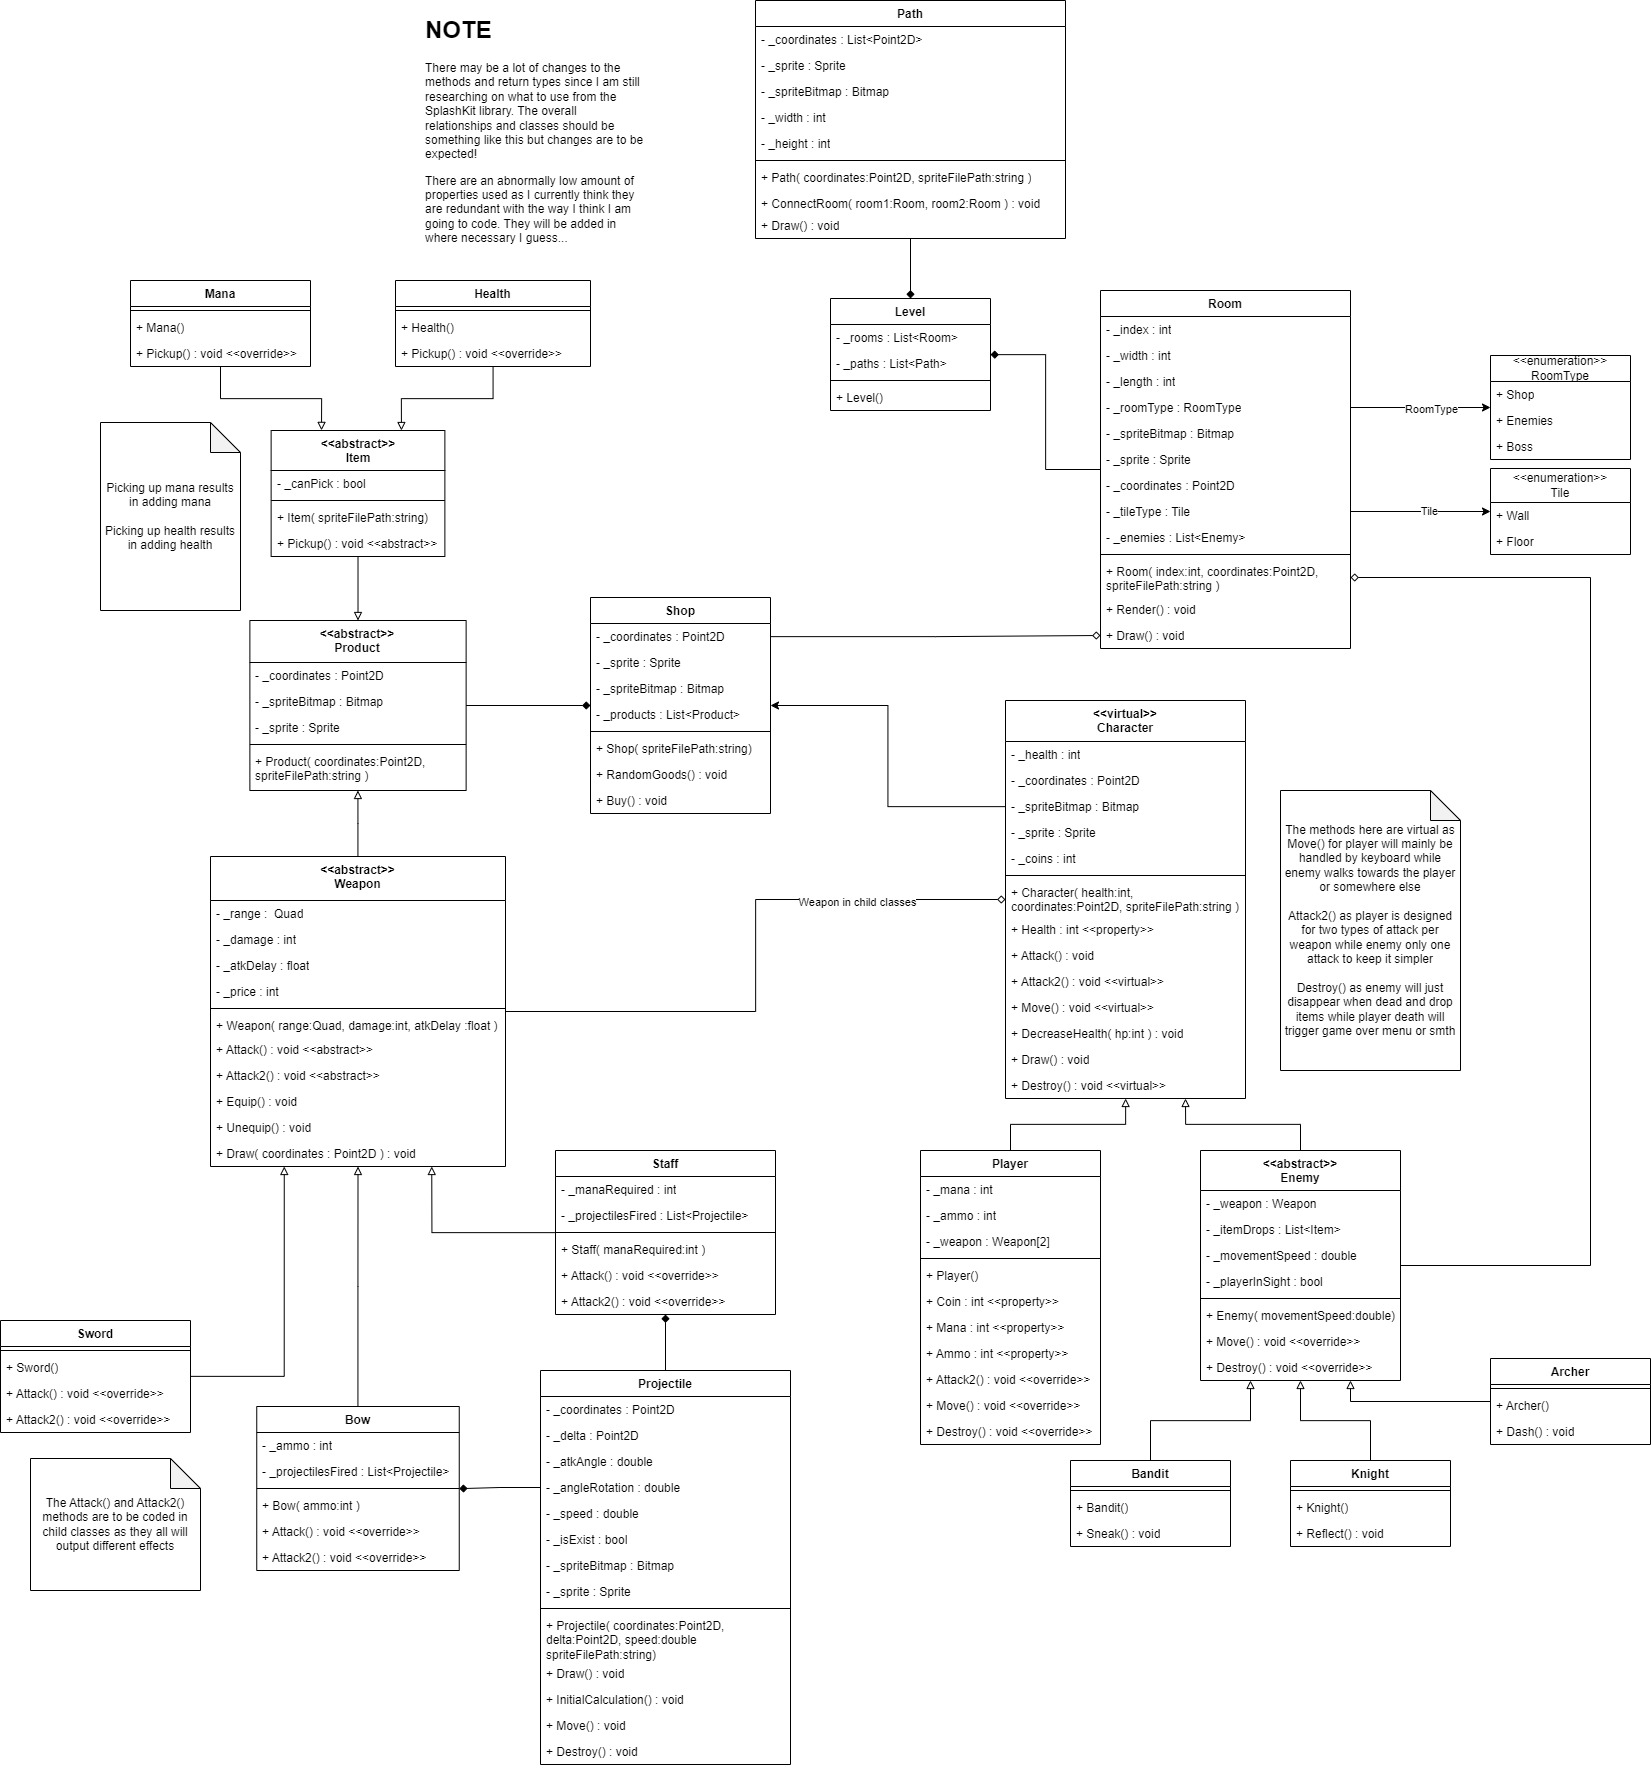 NOTE
There may be a lot of changes to the
methods and return types since I am still
researching on what to use from the
SplashKit library. The overall
relationships and classes should be
something like this but changes are to be
expected!
There are an abnormally low amount of
properties used as I currently think they
are redundant with the way I think I am
going to code. They will be added in
where necessary I guess...
Path
- _coordinates : List<Point2D>
- _sprite : Sprite
- _spriteBitmap : Bitmap
- _width : int
- _height : int
+ Path( coordinates:Point2D, spriteFilePath:string )
+ ConnectRoom( room1:Room, room2:Room ) : void
+ Draw() : void
Mana
+ Mana()
+ Pickup() : void <<override>>
Health
+ Health()
+ Pickup() : void <<override>>
Level
- _rooms : List<Room>
- _paths : List<Path>
+ Level()
Room
- _index : int
- _width : int
- _length : int
- _roomType : RoomType
- _spriteBitmap : Bitmap
- _sprite : Sprite
- _coordinates : Point2D
- _tileType : Tile
- _enemies : List<Enemy>
+ Room( index:int, coordinates:Point2D,
spriteFilePath:string )
+ Render() : void
+ Draw() : void
RoomType
<<enumeration>>
RoomType
+ Shop
+ Enemies
+ Boss
Tile
<<enumeration>>
Tile
+ Wall
+ Floor
Picking up mana results
in adding mana
Picking up health results
in adding health
<<abstract>>
Item
- _canPick : bool
+ Item( spriteFilePath:string)
+ Pickup() : void <<abstract>>
<<abstract>>
Product
- _coordinates : Point2D
- _spriteBitmap : Bitmap
- _sprite : Sprite
+ Product( coordinates:Point2D,
spriteFilePath:string )
Shop
- _coordinates : Point2D
- _sprite : Sprite
- _spriteBitmap : Bitmap
- _products : List<Product>
+ Shop( spriteFilePath:string)
+ RandomGoods() : void
+ Buy() : void
<<virtual>>
Character
- _health : int
- _coordinates : Point2D
- _spriteBitmap : Bitmap
- _sprite : Sprite
- _coins : int
+ Character( health:int,
coordinates:Point2D, spriteFilePath:string )
+ Health : int <<property>>
+ Attack() : void
+ Attack2() : void <<virtual>>
+ Move() : void <<virtual>>
+ DecreaseHealth( hp:int ) : void
+ Draw() : void
+ Destroy() : void <<virtual>>
The methods here are virtual as
Move() for player will mainly be
handled by keyboard while
enemy walks towards the player
or somewhere else
Attack2() as player is designed
for two types of attack per
weapon while enemy only one
attack to keep it simpler
Destroy() as enemy will just
disappear when dead and drop
items while player death will
trigger game over menu or smth
<<abstract>>
Weapon
- _range :  Quad
- _damage : int
- _atkDelay : float
- _price : int
+ Weapon( range:Quad, damage:int, atkDelay :float )
+ Attack() : void <<abstract>>
+ Attack2() : void <<abstract>>
+ Equip() : void
+ Unequip() : void
+ Draw( coordinates : Point2D ) : void
Weapon in child classes
Staff
- _manaRequired : int
- _projectilesFired : List<Projectile>
+ Staff( manaRequired:int )
+ Attack() : void <<override>>
+ Attack2() : void <<override>>
Player
- _mana : int
- _ammo : int
- _weapon : Weapon[2]
+ Player()
+ Coin : int <<property>>
+ Mana : int <<property>>
+ Ammo : int <<property>>
+ Attack2() : void <<override>>
+ Move() : void <<override>>
+ Destroy() : void <<override>>
<<abstract>>
Enemy
- _weapon : Weapon
- _itemDrops : List<Item>
- _movementSpeed : double
- _playerInSight : bool
+ Enemy( movementSpeed:double)
+ Move() : void <<override>>
+ Destroy() : void <<override>>
Sword
+ Sword()
+ Attack() : void <<override>>
+ Attack2() : void <<override>>
The Attack() and Attack2()
methods are to be coded in
child classes as they all will
output different effects
Bow
- _ammo : int
- _projectilesFired : List<Projectile>
+ Bow( ammo:int )
+ Attack() : void <<override>>
+ Attack2() : void <<override>>
Projectile
- _coordinates : Point2D
- _delta : Point2D
- _atkAngle : double
- _angleRotation : double
- _speed : double
- _isExist : bool
- _spriteBitmap : Bitmap
- _sprite : Sprite
+ Projectile( coordinates:Point2D,
delta:Point2D, speed:double
spriteFilePath:string)
+ Draw() : void
+ InitialCalculation() : void
+ Move() : void
+ Destroy() : void
Archer
+ Archer()
+ Dash() : void
Bandit
+ Bandit()
+ Sneak() : void
Knight
+ Knight()
+ Reflect() : void